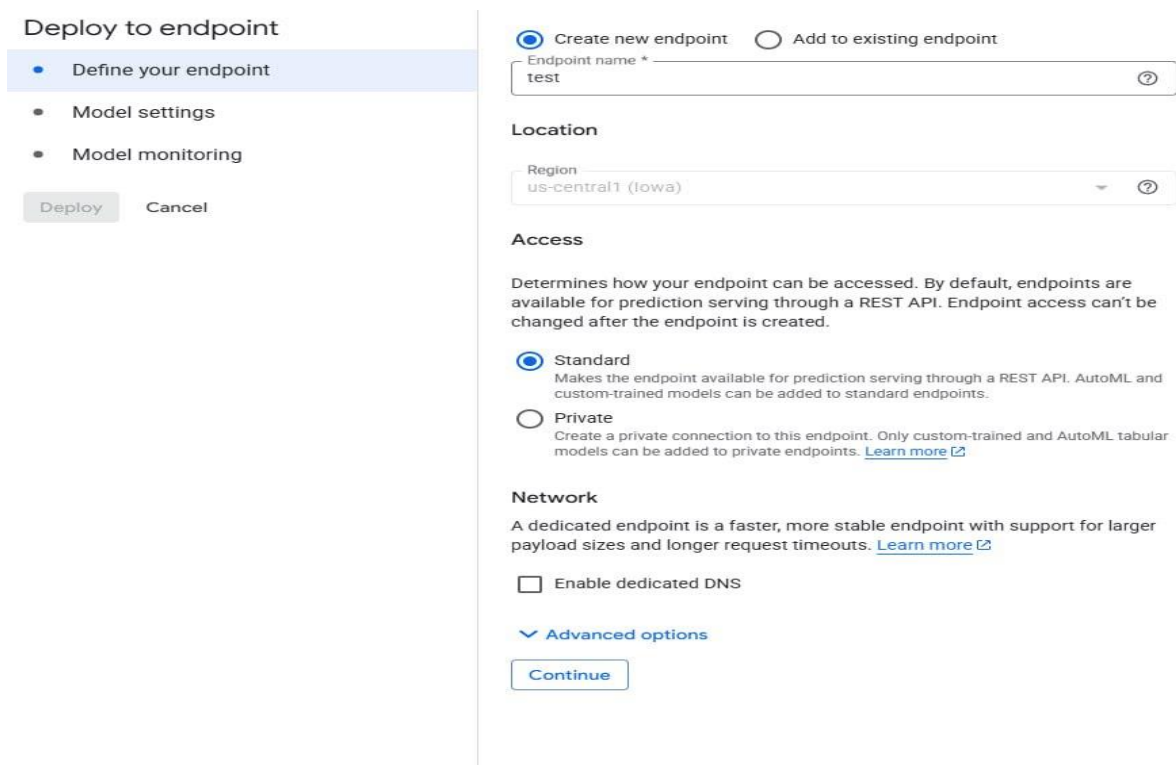 Deploy to endpoint
Define your endpoint
Model settings
Model monitoring
Deploy Cancel
Create new endpoint Add to existing endpoint
Endpoint name *
test
Location
Region
us-central1 (Iowa)
Access
Determines how your endpoint can be accessed. By default, endpoints are
available for prediction serving through a REST API. Endpoint access can't be
changed after the endpoint is created.
Standard
Makes the endpoint available for prediction serving through a REST API. AutoML and
custom-trained models can be added to standard endpoints.
Private
Create a private connection to this endpoint. Only custom-trained and AutoML tabular
models can be added to private endpoints. Learn more
Network
A dedicated endpoint is a faster, more stable endpoint with support for larger
payload sizes and longer request timeouts. Learn more
Enable dedicated DNS
Advanced options
Continue